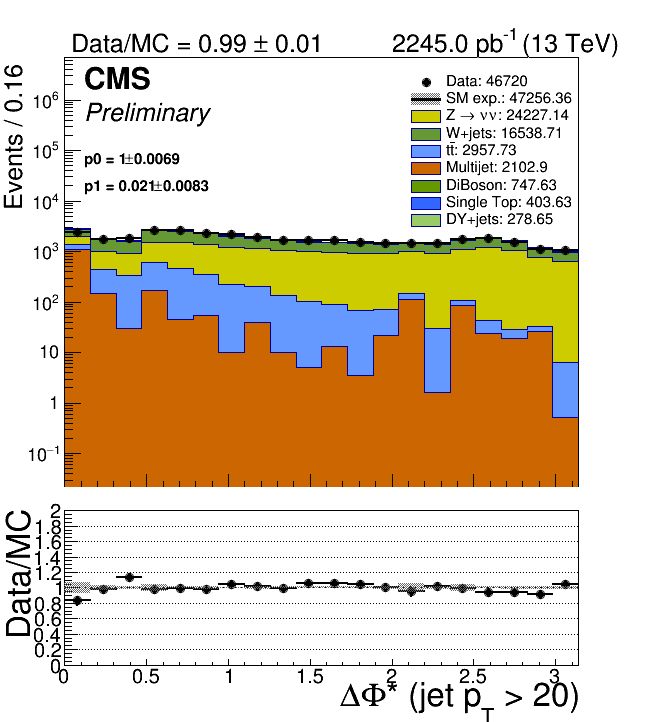 Data/MC = 0.99 ± 0.01
2245.0 pb⁻¹ (13 TeV)
Events / 0.16
CMS
Preliminary
p0 = 1±0.0069
p1 = 0.021±0.0083
Data: 46720
SM exp.: 47256.36
Z → νν: 24227.14
W+jets: 16538.71
tt̄: 2957.73
Multijet: 2102.9
DiBoson: 747.63
Single Top: 403.63
DY+jets: 278.65
10⁶
10⁵
10⁴
10³
10²
10
1
10⁻¹
Data/MC
2
1.8
1.6
1.4
1.2
1
0.8
0.6
0.4
0.2
0
0 0.5 1 1.5 2 2.5 3
ΔΦ* (jet p_T > 20)